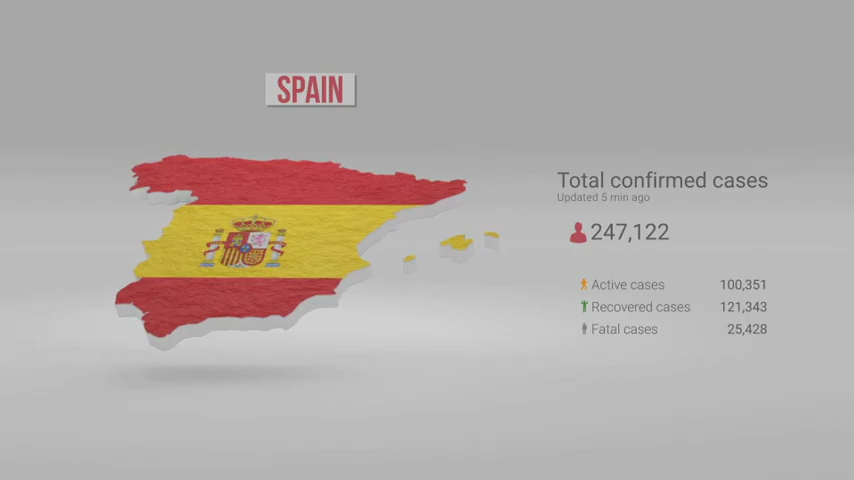 SPAIN
Total confirmed cases
Updated 5 min ago
247,122
Active cases 100,351
Recovered cases 121,343
Fatal cases 25,428